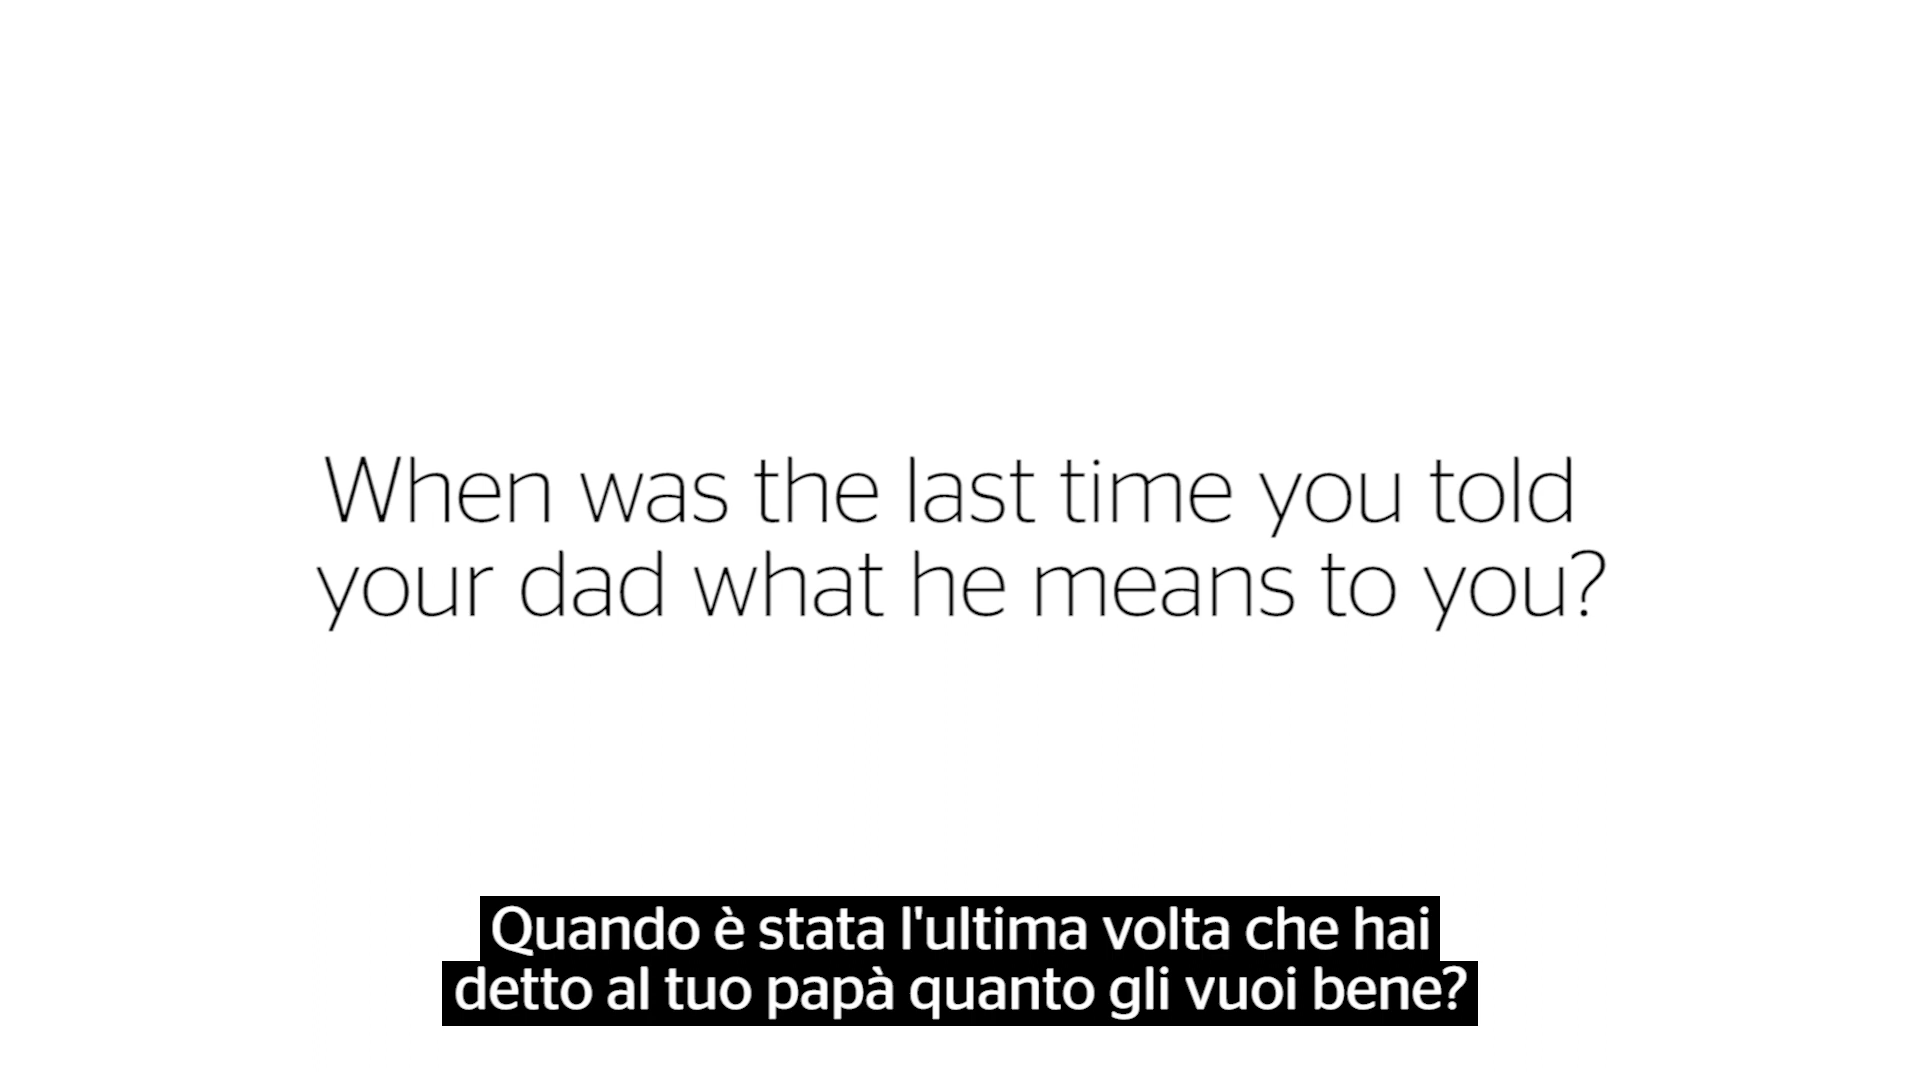 When was the last time you told
your dad what he means to you?
Quando è stata l'ultima volta che hai
detto al tuo papà quanto gli vuoi bene?